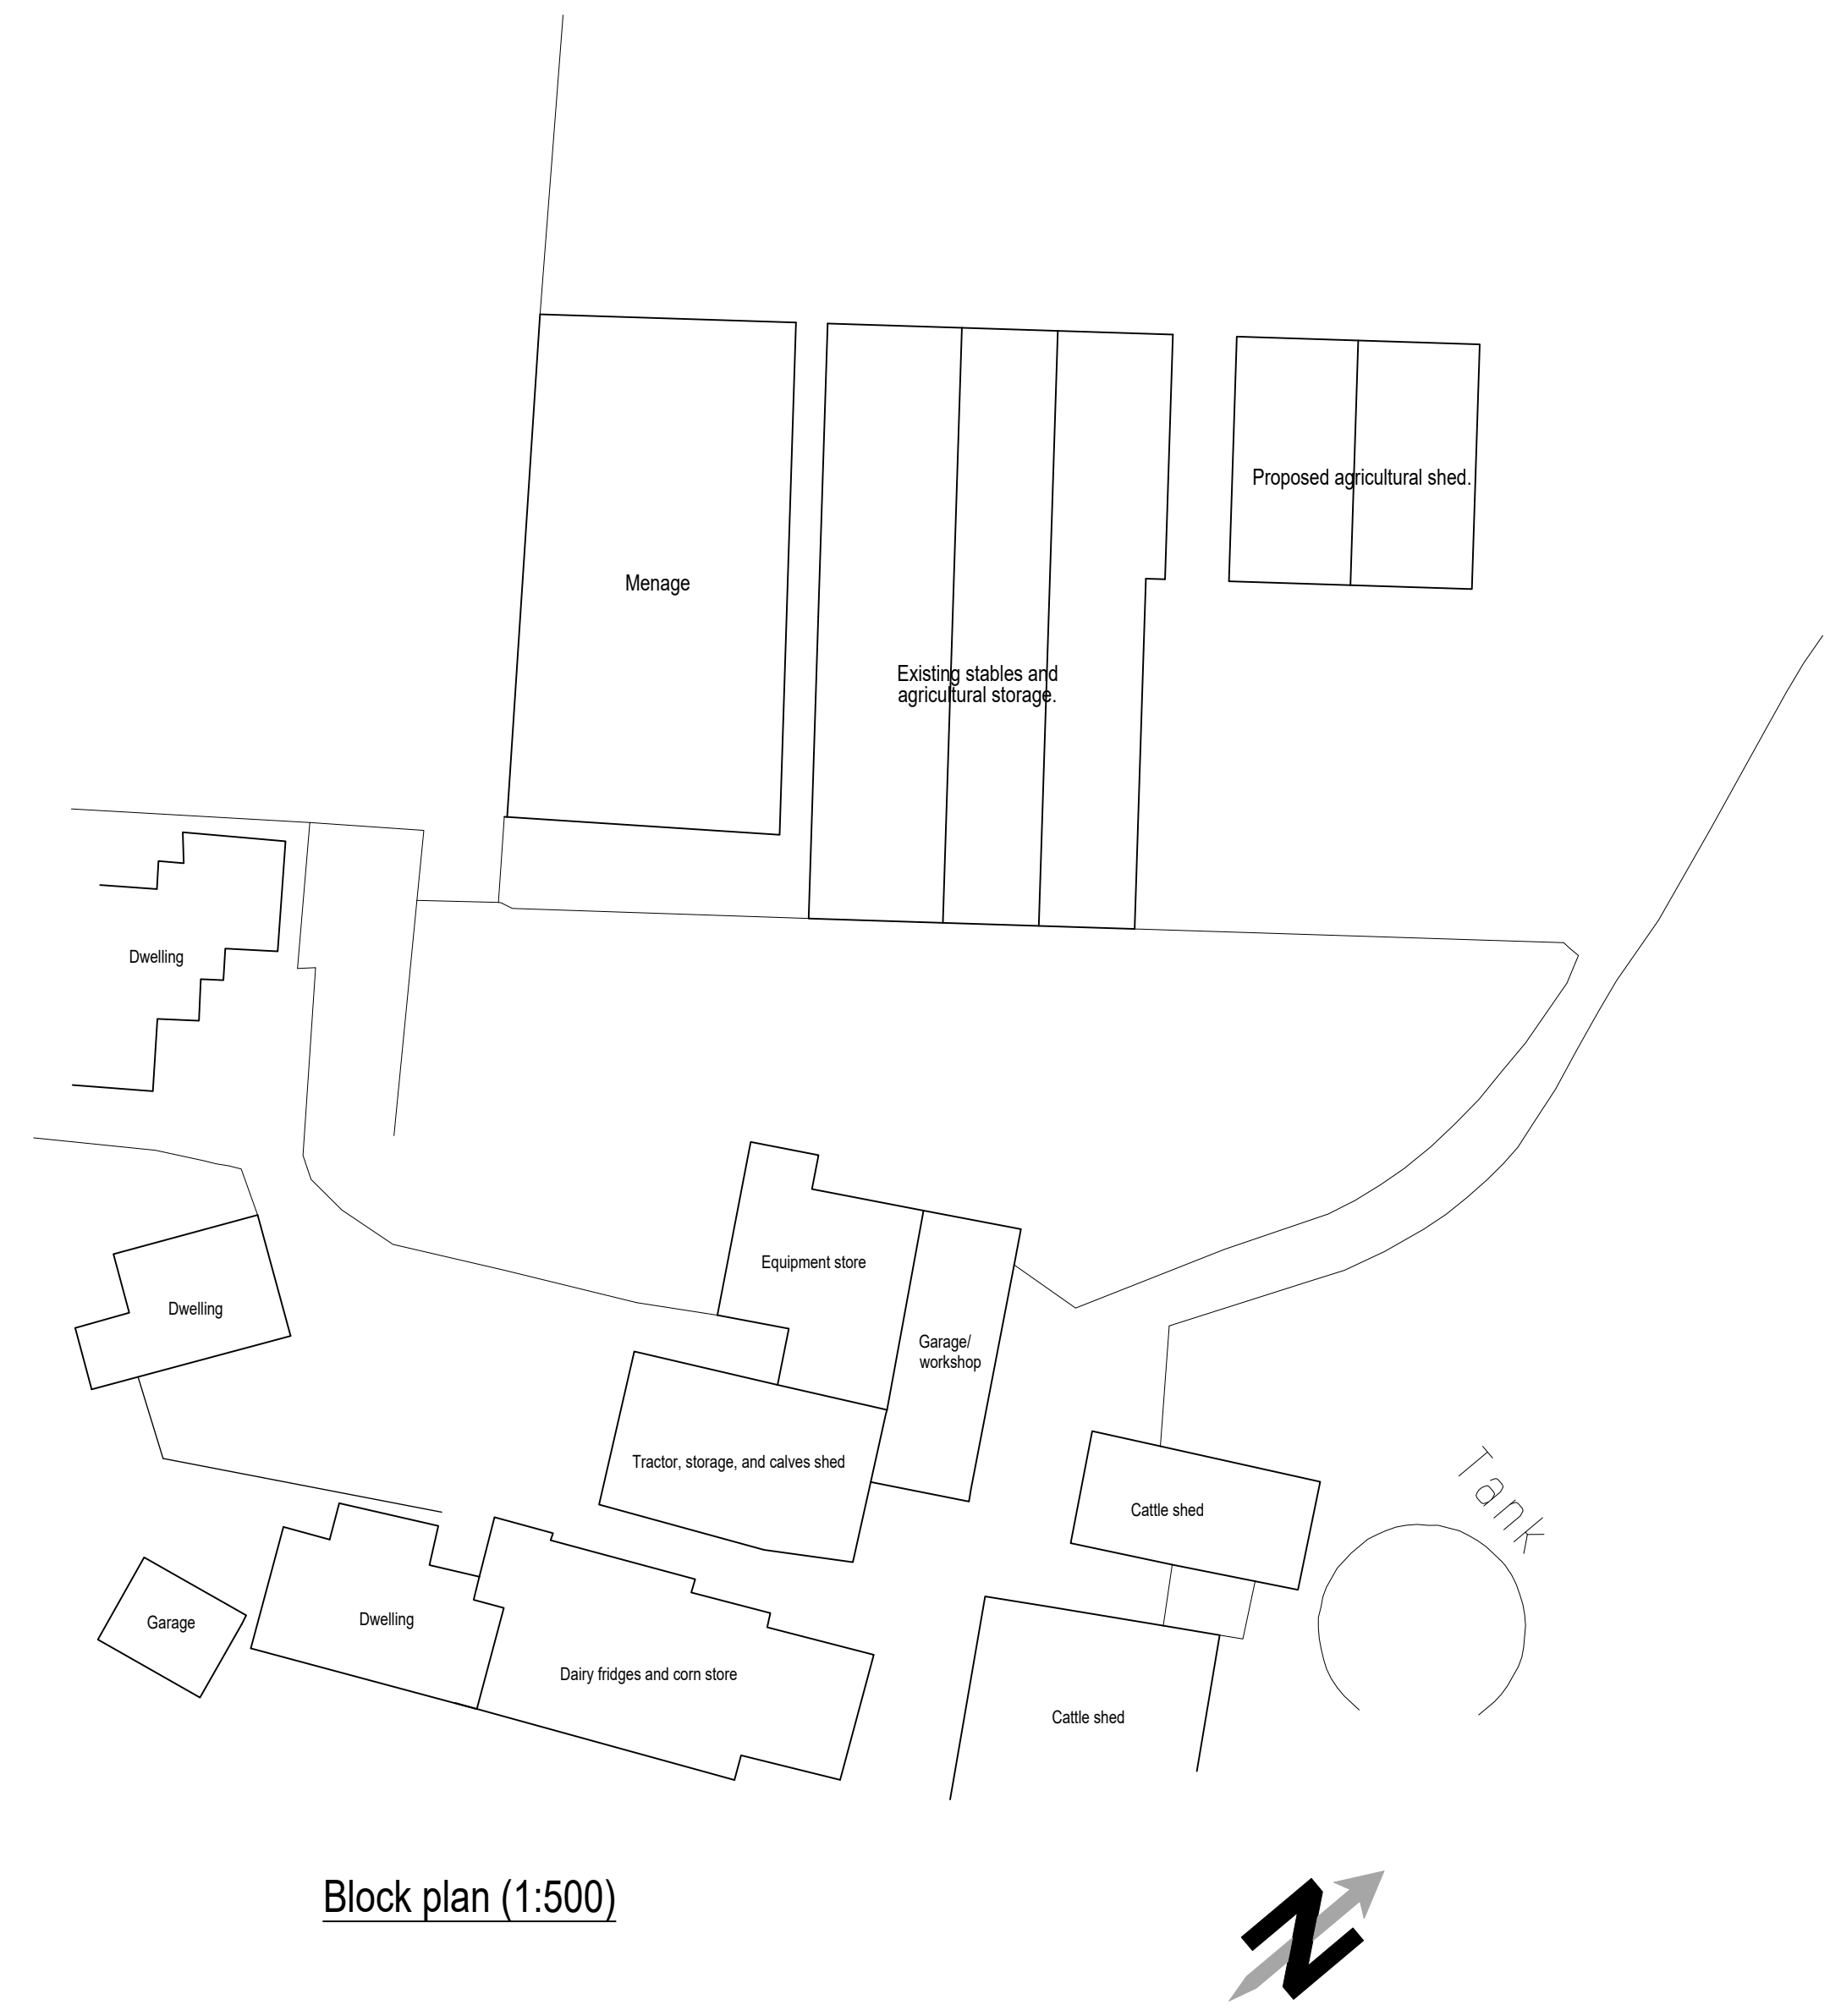 Proposed agricultural shed.
Menage
Existing stables and
agricultural storage.
Dwelling
Equipment store
Dwelling
Garage/
workshop
Tractor, storage, and calves shed
Cattle shed
Tank
Garage
Dwelling
Dairy fridges and corn store
Cattle shed
Block plan (1:500)
N